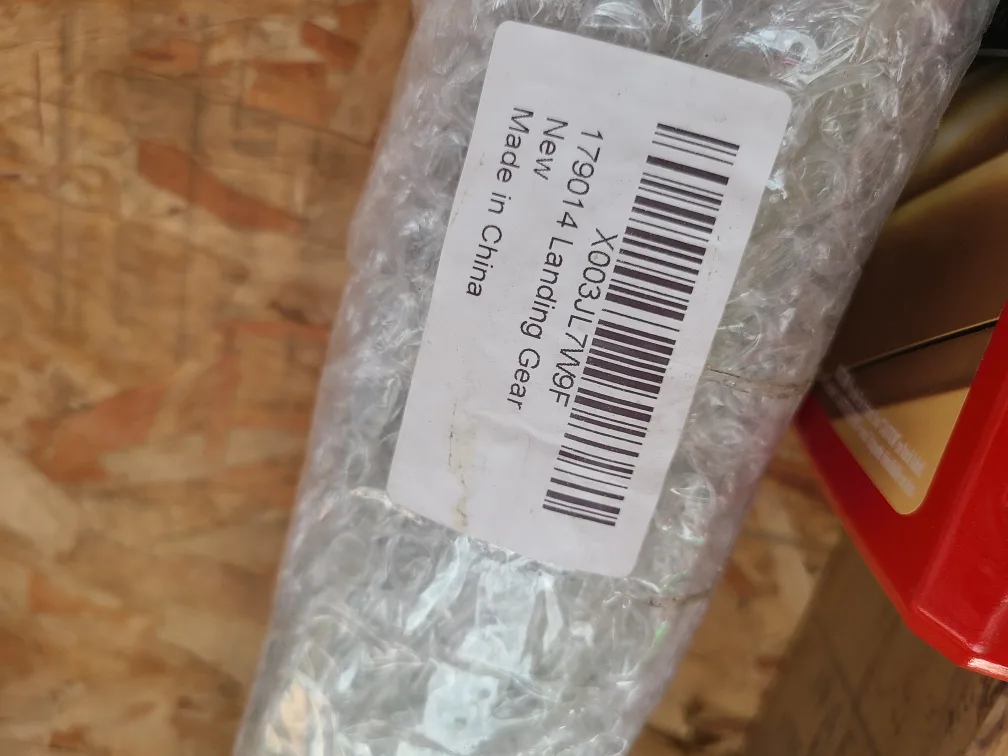 X003JL7W9F
179014 Landing Gear
New
Made in China